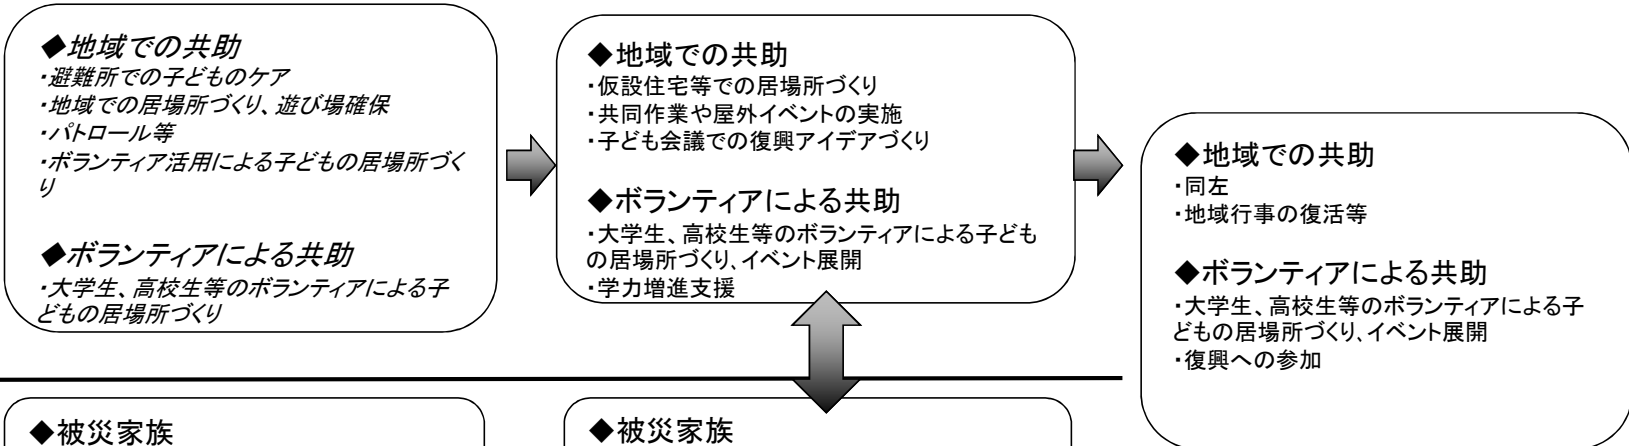 ◆地域での共助
・避難所での子どものケア
・地域での居場所づくり、遊び場確保
・パトロール等
・ボランティア活用による子どもの居場所づく
り
◆ボランティアによる共助
・大学生、高校生等のボランティアによる子
どもの居場所づくり
◆地域での共助
・仮設住宅等での居場所づくり
・共同作業や屋外イベントの実施
・子ども会議での復興アイデアづくり
◆ボランティアによる共助
・大学生、高校生等のボランティアによる子ども
の居場所づくり、イベント展開
・学力増進支援
◆地域での共助
・同左
・地域行事の復活等
◆ボランティアによる共助
・大学生、高校生等のボランティアによる子
どもの居場所づくり、イベント展開
・復興への参加
◆被災家族
◆被災家族